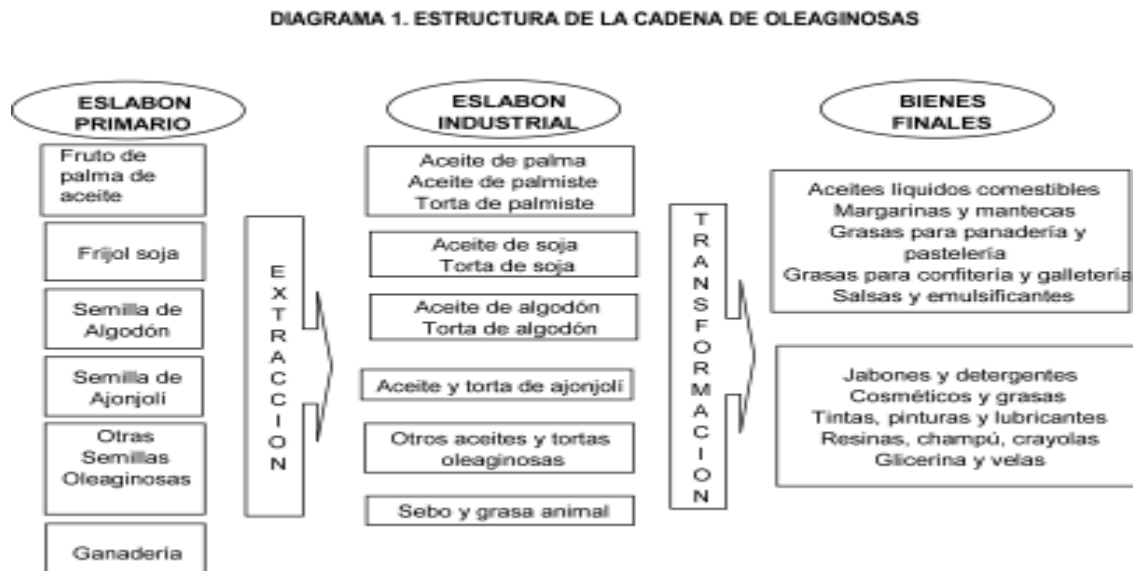 DIAGRAMA 1. ESTRUCTURA DE LA CADENA DE OLEAGINOSAS
ESLABON
PRIMARIO
Fruto de
palma de
aceite
Frijol soja
Semilla de
Algodón
Semilla de
Ajonjolí
Otras
Semillas
Oleaginosas
Ganadería
EXTRACCION
ESLABON
INDUSTRIAL
Aceite de palma
Aceite de palmiste
Torta de palmiste
Aceite de soja
Torta de soja
Aceite de algodón
Torta de algodón
Aceite y torta de ajonjolí
Otros aceites y tortas
oleaginosas
Sebo y grasa animal
TRANSFORMACION
BIENES
FINALES
Aceites liquidos comestibles
Margarinas y mantecas
Grasas para panadería y
pastelería
Grasas para confitería y galletería
Salsas y emulsificantes
Jabones y detergentes
Cosméticos y grasas
Tintas, pinturas y lubricantes
Resinas, champú, crayolas
Glicerina y velas